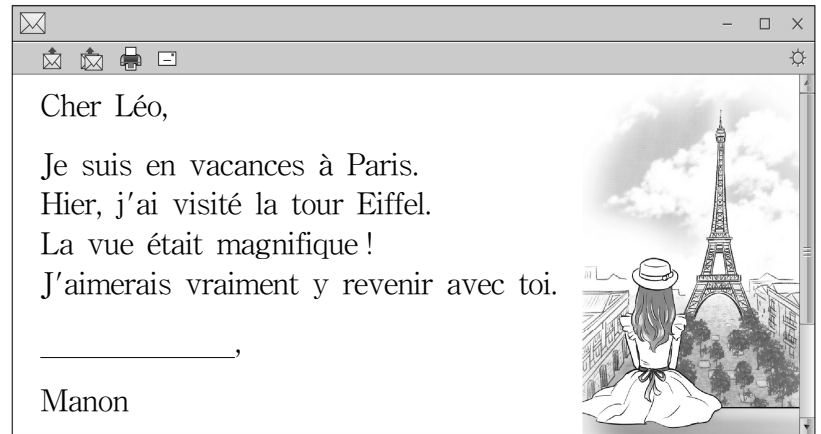 Cher Léo,
Je suis en vacances à Paris.
Hier, j'ai visité la tour Eiffel.
La vue était magnifique !
J'aimerais vraiment y revenir avec toi.
____________,
Manon